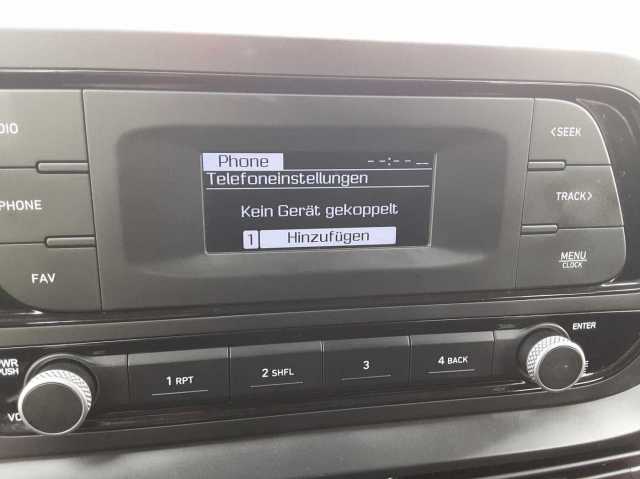 Phone --:-- __
Telefoneinstellungen
Kein Gerät gekoppelt
1 Hinzufügen
PHONE
FAV
<SEEK
TRACK>
MENU
CLOCK
PWR
PUSH
1 RPT
2 SHFL
3
4 BACK
ENTER